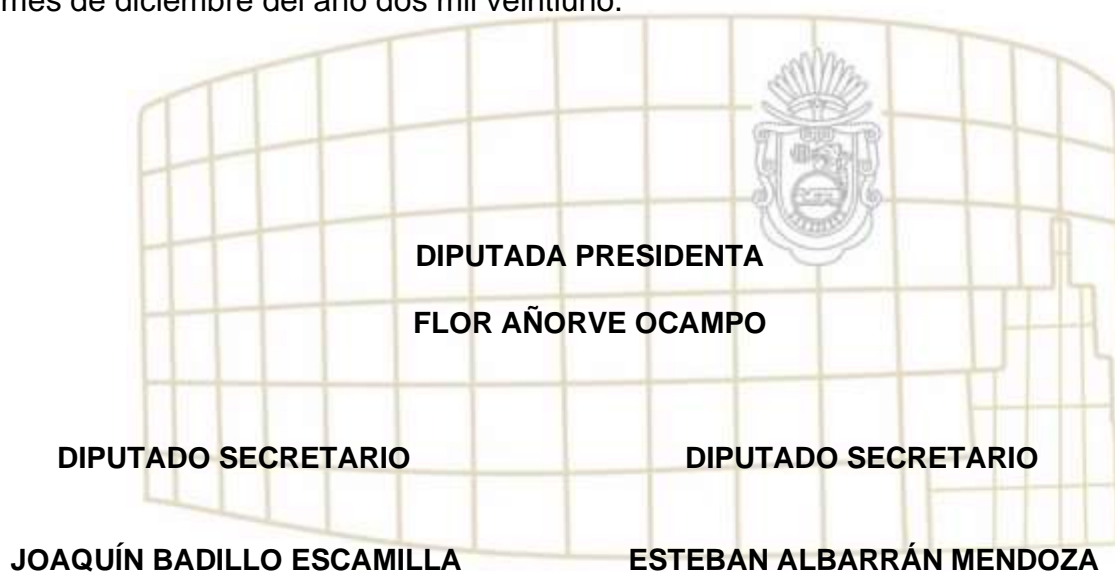 mes de diciembre del año dos mil veintiuno.
DIPUTADA PRESIDENTA
FLOR AÑORVE OCAMPO
DIPUTADO SECRETARIO DIPUTADO SECRETARIO
JOAQUÍN BADILLO ESCAMILLA ESTEBAN ALBARRÁN MENDOZA